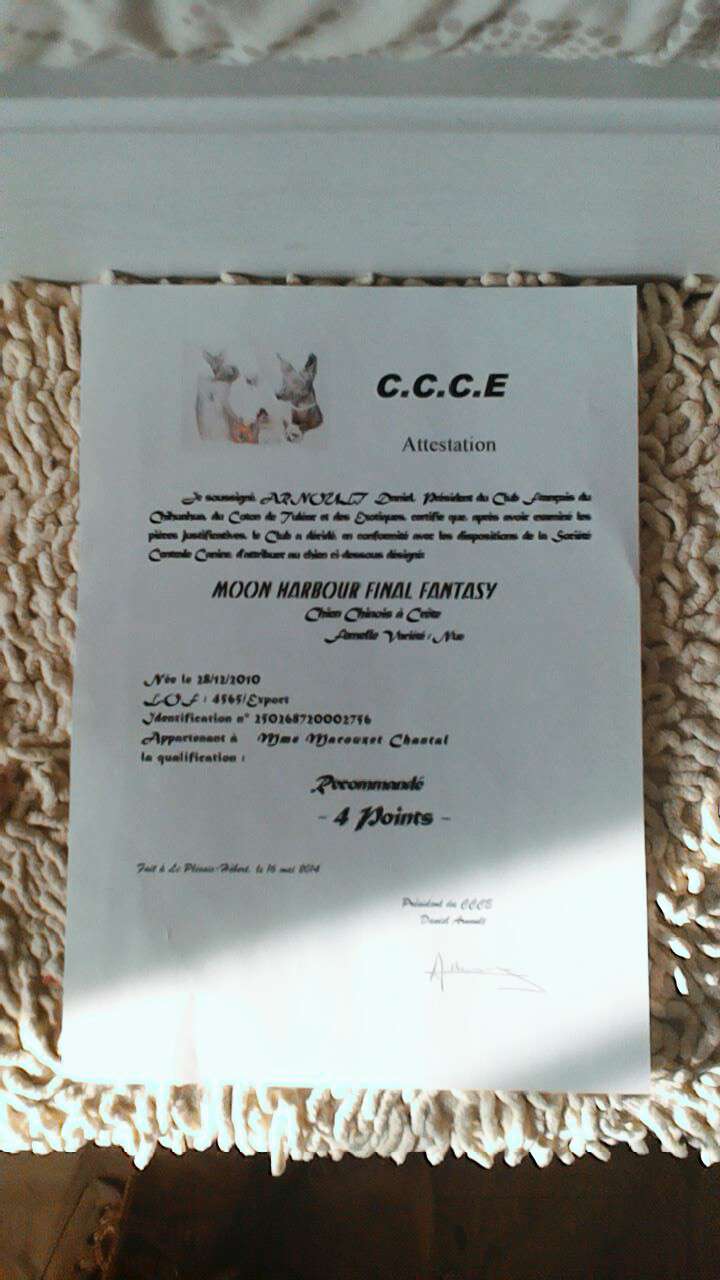 C.C.C.E
Attestation
Je soussigné, ARNOULT Daniel, Président du Club Français du
Chihuahua, du Coton de Tuléar et des Exotiques, certifie que, après avoir examiné les
pièces justificatives, le Club a décidé, en conformité avec les dispositions de la Société
Centrale Canine, d'attribuer au chien ci-dessous désigné:
MOON HARBOUR FINAL FANTASY
Chien Chinois à Crête
Femelle Variété : Nue
Née le 28/12/2010
LOF : 4565/Export
Identification n° 250268720002756
Appartenant à Mme Marouzet Chantal
la qualification :
Recommandé
- 4 Points -
Fait à Le Plessis-Hébert, le 16 mai 2014
Président du CCCE
Daniel Arnoult